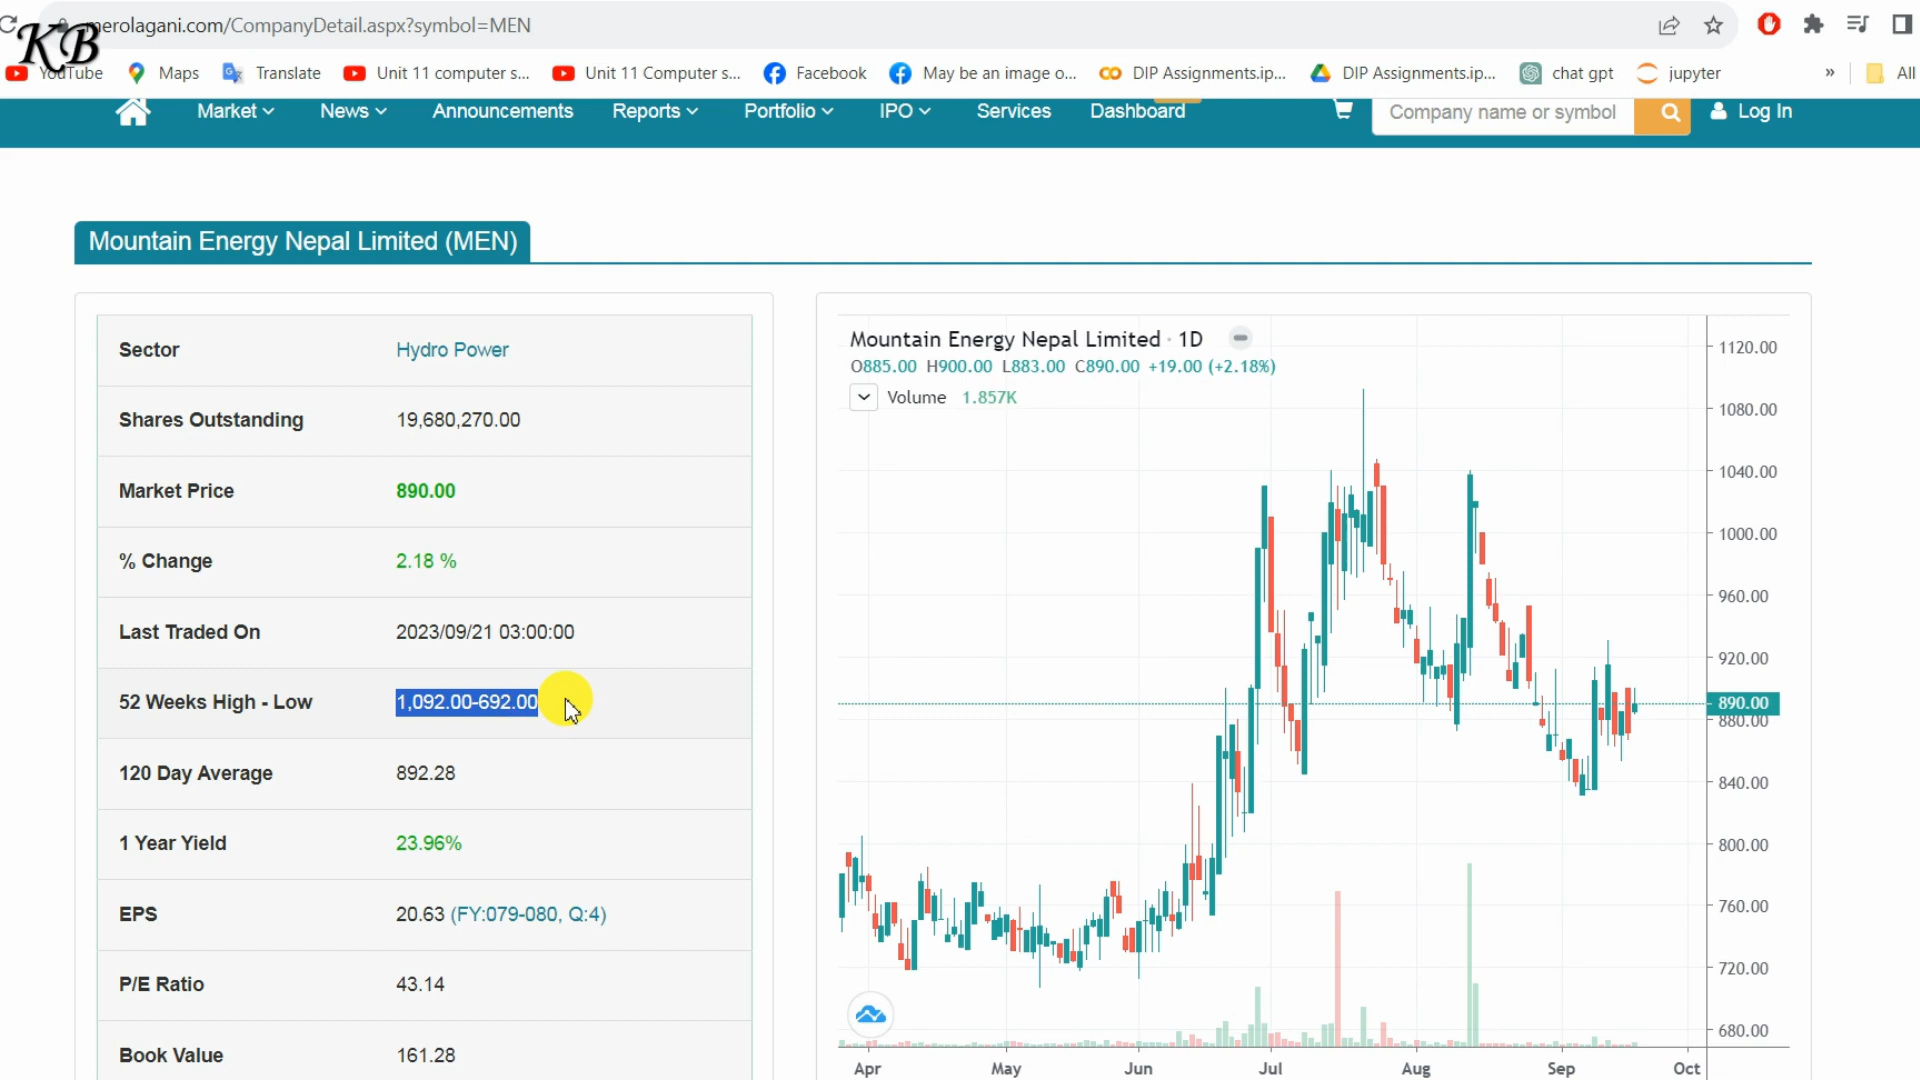 merolagani.com/CompanyDetail.aspx?symbol=MEN
KB
YouTube Maps Translate Unit 11 computer s... Unit 11 Computer s... Facebook May be an image o... DIP Assignments.ip... DIP Assignments.ip... chat gpt jupyter » All
Market News Announcements Reports Portfolio IPO Services Dashboard Company name or symbol Log In
Mountain Energy Nepal Limited (MEN)
Sector Hydro Power
Shares Outstanding 19,680,270.00
Market Price 890.00
% Change 2.18 %
Last Traded On 2023/09/21 03:00:00
52 Weeks High - Low 1,092.00-692.00
120 Day Average 892.28
1 Year Yield 23.96%
EPS 20.63 (FY:079-080, Q:4)
P/E Ratio 43.14
Book Value 161.28
Mountain Energy Nepal Limited · 1D
O885.00 H900.00 L883.00 C890.00 +19.00 (+2.18%)
Volume 1.857K
1120.00
1080.00
1040.00
1000.00
960.00
920.00
890.00
880.00
840.00
800.00
760.00
720.00
680.00
Apr May Jun Jul Aug Sep Oct